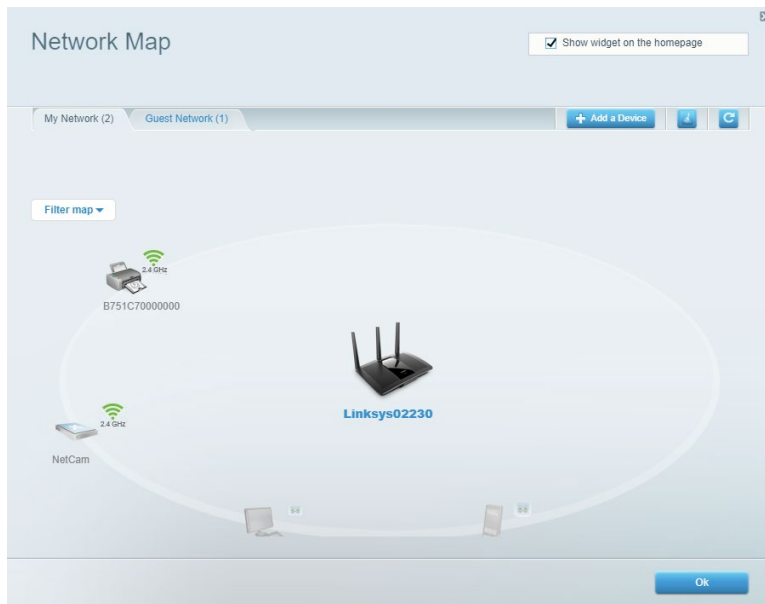 Network Map
Show widget on the homepage
My Network (2)
Guest Network (1)
Add a Device
Filter map
2.4 GHz
B751C70000000
Linksys02230
2.4 GHz
NetCam
Ok